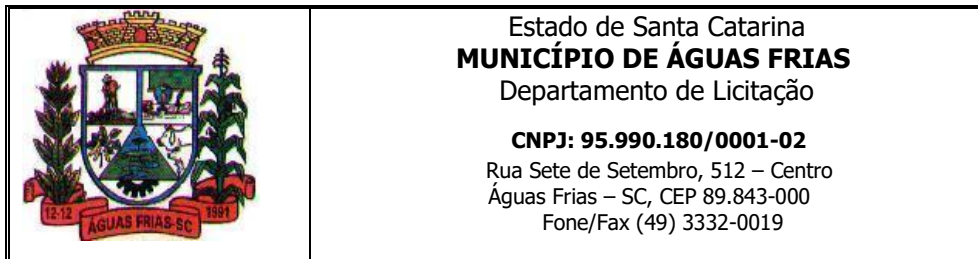 12-12
ÁGUAS FRIAS-SC
1991
Estado de Santa Catarina
MUNICÍPIO DE ÁGUAS FRIAS
Departamento de Licitação
CNPJ: 95.990.180/0001-02
Rua Sete de Setembro, 512 – Centro
Águas Frias – SC, CEP 89.843-000
Fone/Fax (49) 3332-0019